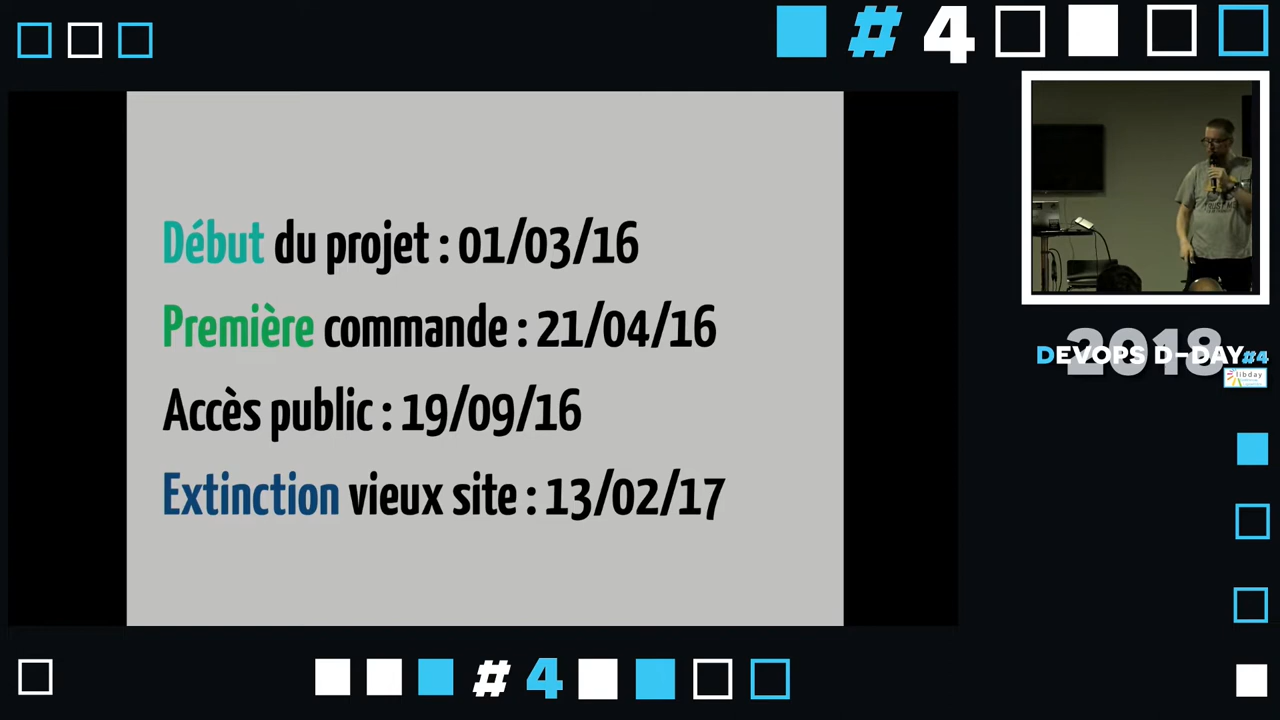 #4
Début du projet : 01/03/16
Première commande : 21/04/16
Accès public : 19/09/16
Extinction vieux site : 13/02/17
2018
DEVOPS D-DAY#4
libday
#4